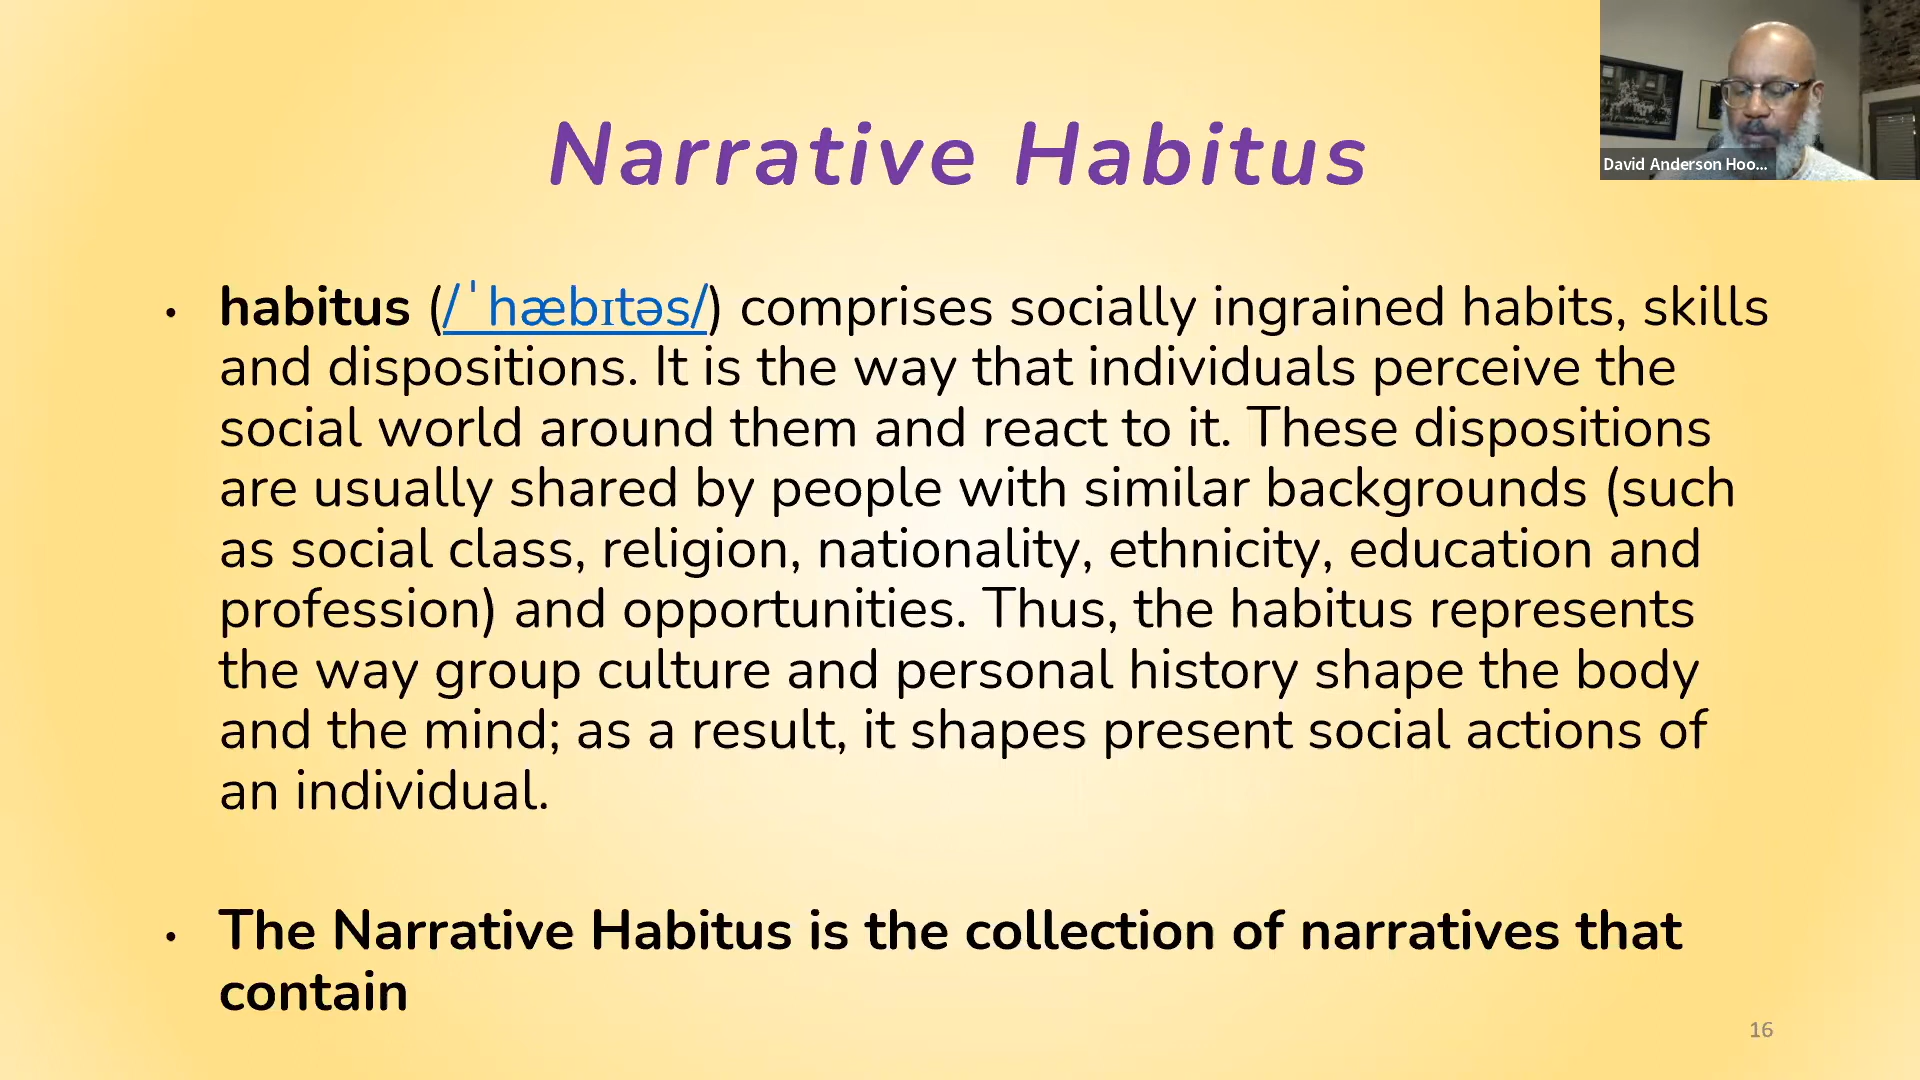 Narrative Habitus
David Anderson Hoo...
• habitus (/ˈhæbɪtəs/) comprises socially ingrained habits, skills
and dispositions. It is the way that individuals perceive the
social world around them and react to it. These dispositions
are usually shared by people with similar backgrounds (such
as social class, religion, nationality, ethnicity, education and
profession) and opportunities. Thus, the habitus represents
the way group culture and personal history shape the body
and the mind; as a result, it shapes present social actions of
an individual.
• The Narrative Habitus is the collection of narratives that
contain
16